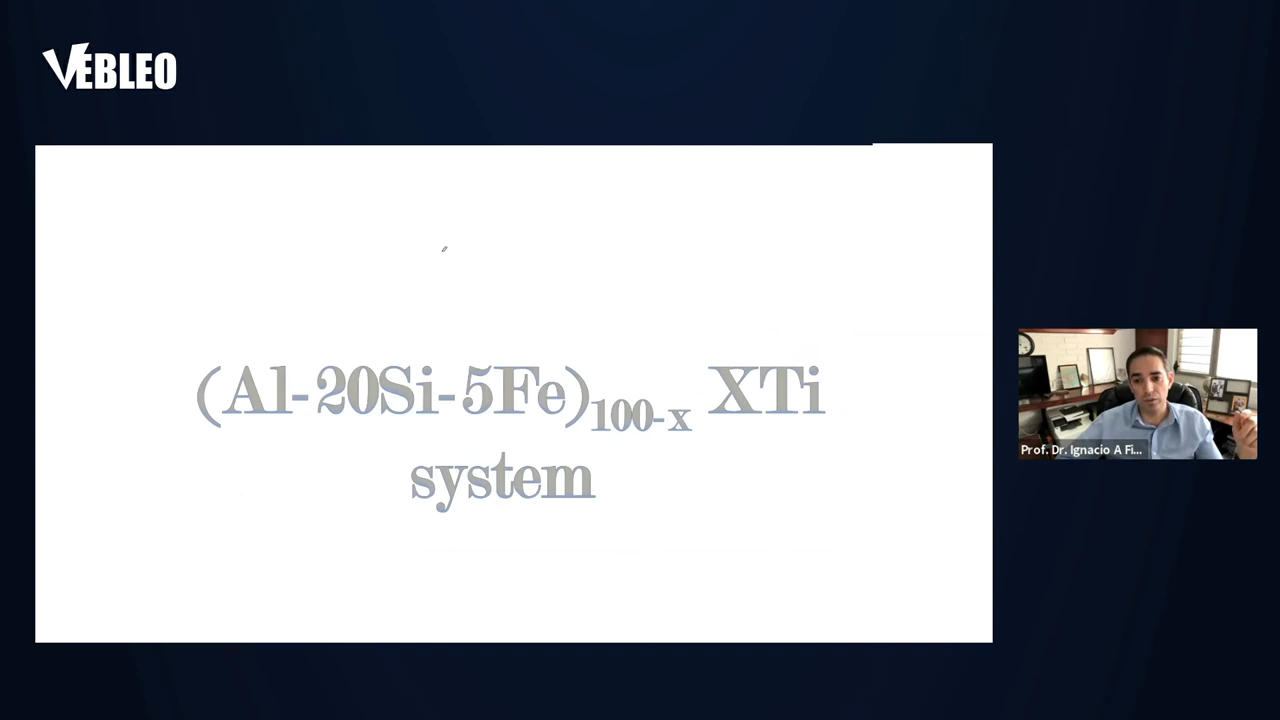 VEBLEO
(Al-20Si-5Fe)100-x XTi
system
Prof. Dr. Ignacio A Fi...